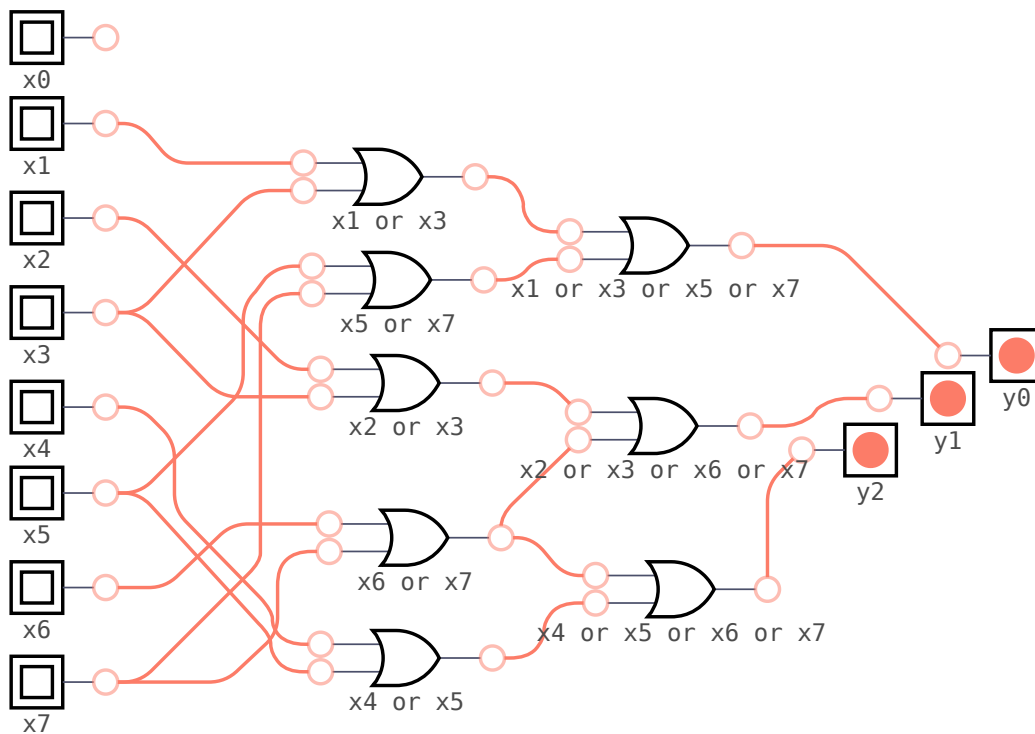 x0
x1
x1 or x3
x2
x1 or x3 or x5 or x7
x3
x5 or x7
y0
x4
x2 or x3
y1
x2 or x3 or x6 or x7
y2
x5
x6 or x7
x6
x4 or x5 or x6 or x7
x4 or x5
x7